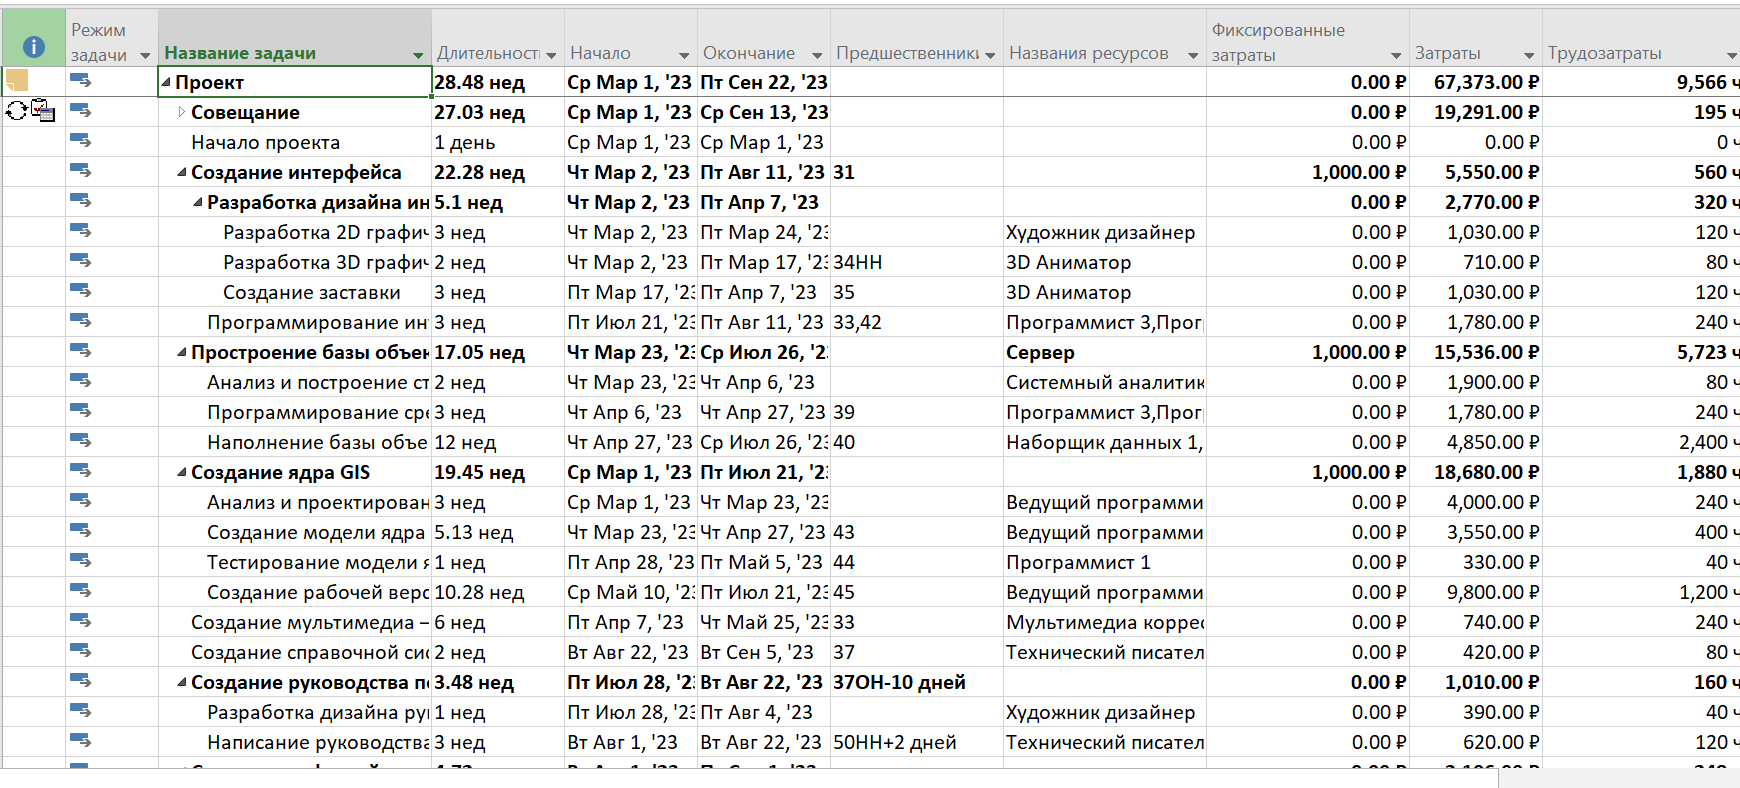 Режим задачи Название задачи Длительность Начало Окончание Предшественники Названия ресурсов Фиксированные затраты Затраты Трудозатраты
Проект 28.48 нед Ср Мар 1, '23 Пт Сен 22, '23 0.00 ₽ 67,373.00 ₽ 9,566 ч
Совещание 27.03 нед Ср Мар 1, '23 Ср Сен 13, '23 0.00 ₽ 19,291.00 ₽ 195 ч
Начало проекта 1 день Ср Мар 1, '23 Ср Мар 1, '23 0.00 ₽ 0.00 ₽ 0 ч
Создание интерфейса 22.28 нед Чт Мар 2, '23 Пт Авг 11, '23 31 1,000.00 ₽ 5,550.00 ₽ 560 ч
Разработка дизайна ин 5.1 нед Чт Мар 2, '23 Пт Апр 7, '23 0.00 ₽ 2,770.00 ₽ 320 ч
Разработка 2D графич 3 нед Чт Мар 2, '23 Пт Мар 24, '23 Художник дизайнер 0.00 ₽ 1,030.00 ₽ 120 ч
Разработка 3D графич 2 нед Чт Мар 2, '23 Пт Мар 17, '23 34НН 3D Аниматор 0.00 ₽ 710.00 ₽ 80 ч
Создание заставки 3 нед Пт Мар 17, '23 Пт Апр 7, '23 35 3D Аниматор 0.00 ₽ 1,030.00 ₽ 120 ч
Программирование инт 3 нед Пт Июл 21, '23 Пт Авг 11, '23 33,42 Программист 3,Прог 0.00 ₽ 1,780.00 ₽ 240 ч
Простроение базы объек 17.05 нед Чт Мар 23, '23 Ср Июл 26, '23 Сервер 1,000.00 ₽ 15,536.00 ₽ 5,723 ч
Анализ и построение ст 2 нед Чт Мар 23, '23 Чт Апр 6, '23 Системный аналитик 0.00 ₽ 1,900.00 ₽ 80 ч
Программирование сре 3 нед Чт Апр 6, '23 Чт Апр 27, '23 39 Программист 3,Прог 0.00 ₽ 1,780.00 ₽ 240 ч
Наполнение базы объе 12 нед Чт Апр 27, '23 Ср Июл 26, '23 40 Наборщик данных 1, 0.00 ₽ 4,850.00 ₽ 2,400 ч
Создание ядра GIS 19.45 нед Ср Мар 1, '23 Пт Июл 21, '23 1,000.00 ₽ 18,680.00 ₽ 1,880 ч
Анализ и проектирован 3 нед Ср Мар 1, '23 Чт Мар 23, '23 Ведущий программи 0.00 ₽ 4,000.00 ₽ 240 ч
Создание модели ядра 5.13 нед Чт Мар 23, '23 Чт Апр 27, '23 43 Ведущий программи 0.00 ₽ 3,550.00 ₽ 400 ч
Тестирование модели я 1 нед Пт Апр 28, '23 Пт Май 5, '23 44 Программист 1 0.00 ₽ 330.00 ₽ 40 ч
Создание рабочей верс 10.28 нед Ср Май 10, '23 Пт Июл 21, '23 45 Ведущий программи 0.00 ₽ 9,800.00 ₽ 1,200 ч
Создание мультимедиа – 6 нед Пт Апр 7, '23 Чт Май 25, '23 33 Мультимедиа коррес 0.00 ₽ 740.00 ₽ 240 ч
Создание справочной сис 2 нед Вт Авг 22, '23 Вт Сен 5, '23 37 Технический писател 0.00 ₽ 420.00 ₽ 80 ч
Создание руководства по 3.48 нед Пт Июл 28, '23 Вт Авг 22, '23 37ОН-10 дней 0.00 ₽ 1,010.00 ₽ 160 ч
Разработка дизайна рук 1 нед Пт Июл 28, '23 Пт Авг 4, '23 Художник дизайнер 0.00 ₽ 390.00 ₽ 40 ч
Написание руководства 3 нед Вт Авг 1, '23 Вт Авг 22, '23 50НН+2 дней Технический писател 0.00 ₽ 620.00 ₽ 120 ч